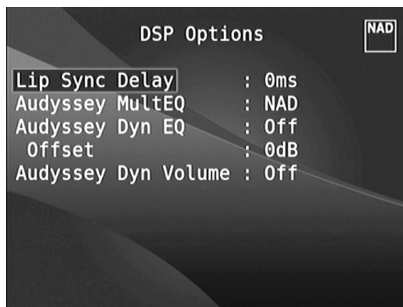 DSP Options
NAD
Lip Sync Delay : 0ms
Audyssey MultEQ : NAD
Audyssey Dyn EQ : Off
Offset : 0dB
Audyssey Dyn Volume : Off